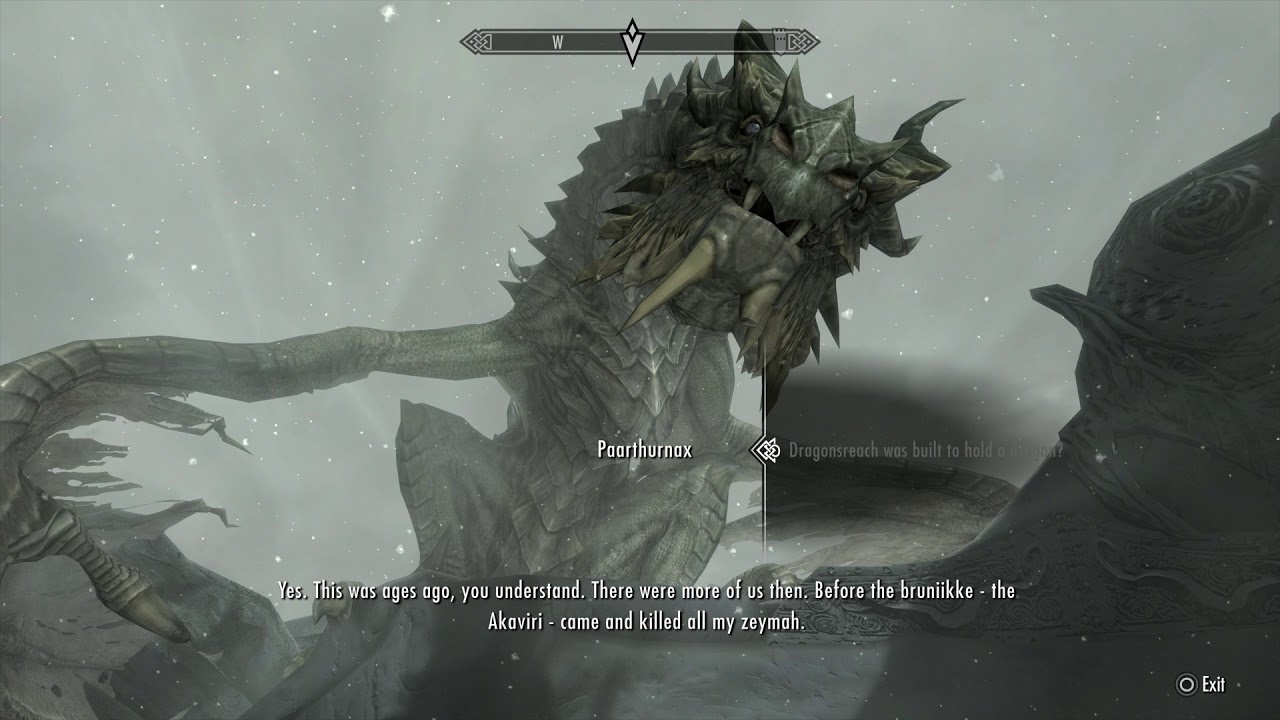 W
Paarthurnax
Dragonsreach was built to hold a dragon?
Yes. This was ages ago, you understand. There were more of us then. Before the bruniikke - the
Akaviri - came and killed all my zeymah.
Exit